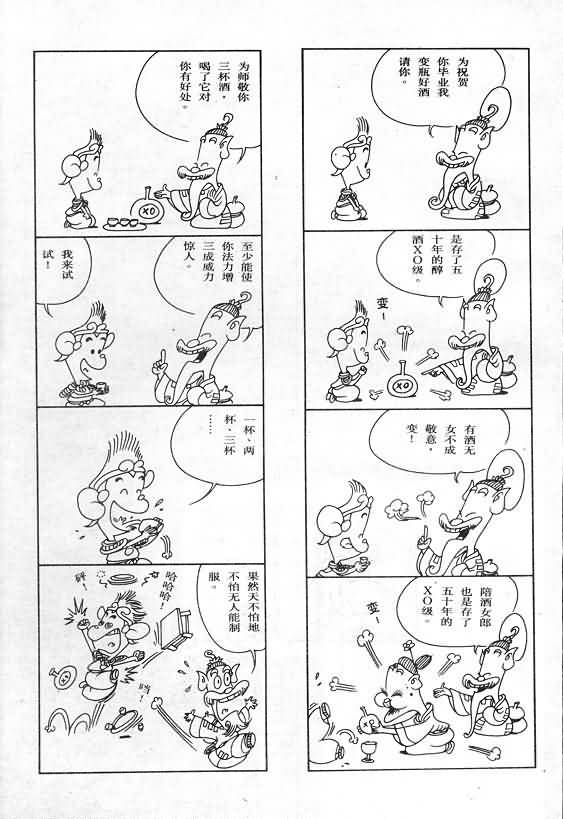 为祝贺
你毕业我
变瓶好酒
请你。
是存了五
十年的醇
酒XO级。
变!
XO
有酒无
女不成
敬意,
变!
陪酒女郎
也是存了
五十年的
XO级。
变!
XO
为师敬你
三杯酒,
喝了它对
你有好处。
XO
至少能使
你法力增
三成威力
惊人。
我来试
试!
一杯、两
杯·三杯
……
果然天不怕地
不怕无人能制
服。
哈哈哈!
砰!
当!